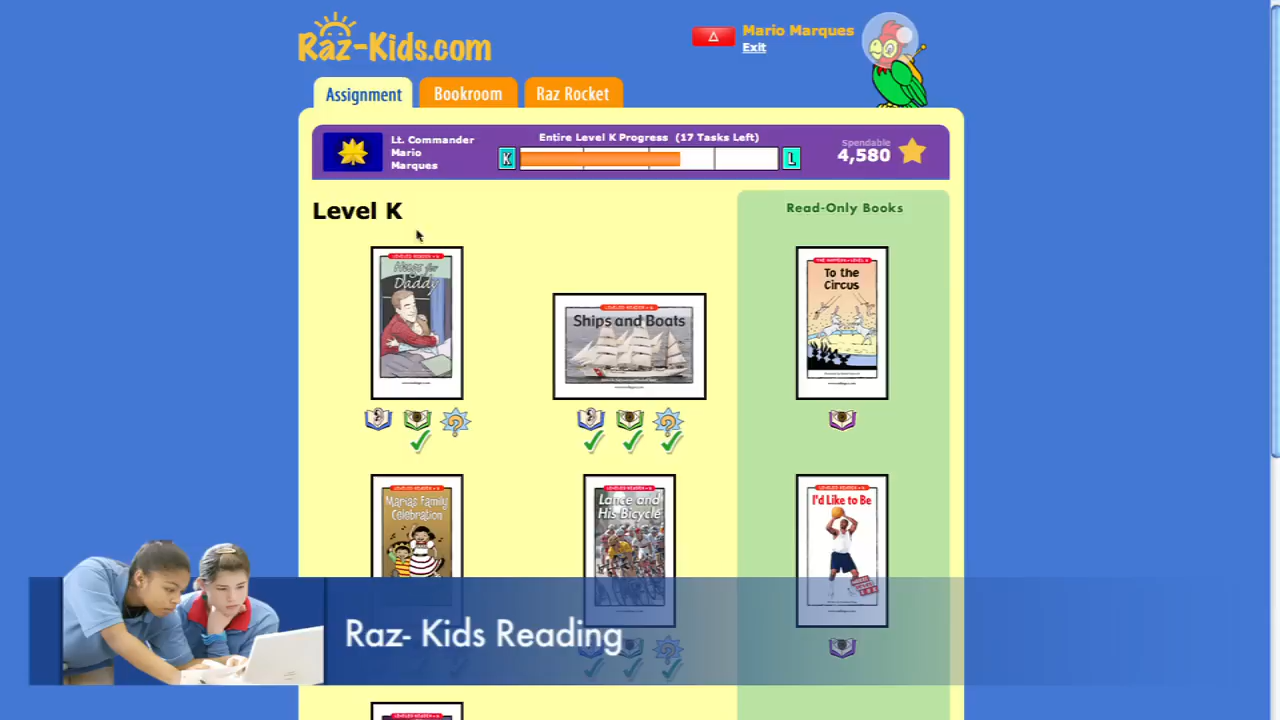 Raz-Kids.com
Mario Marques
Exit
Assignment
Bookroom
Raz Rocket
Lt. Commander
Mario
Marques
Entire Level K Progress (17 Tasks Left)
K
L
Spendable
4,580
Level K
Read-Only Books
Hugs for
Daddy
Ships and Boats
To the
Circus
Maria's Family
Celebration
Lance and
His Bicycle
I'd Like to Be
Raz- Kids Reading